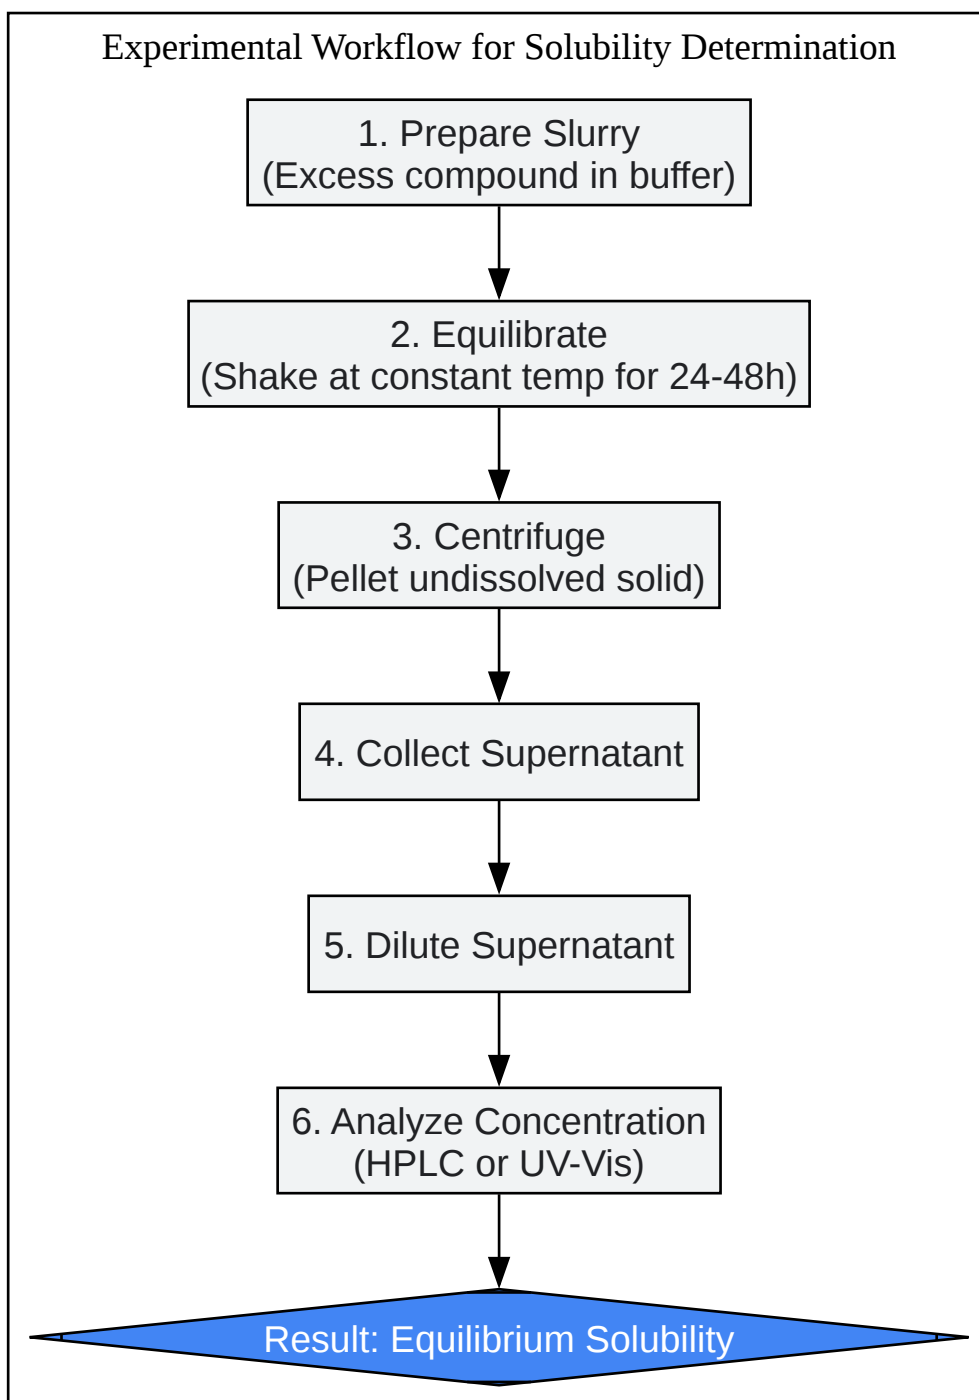 Experimental Workflow for Solubility Determination
1. Prepare Slurry
(Excess compound in buffer)
2. Equilibrate
(Shake at constant temp for 24-48h)
3. Centrifuge
(Pellet undissolved solid)
4. Collect Supernatant
5. Dilute Supernatant
6. Analyze Concentration
(HPLC or UV-Vis)
Result: Equilibrium Solubility